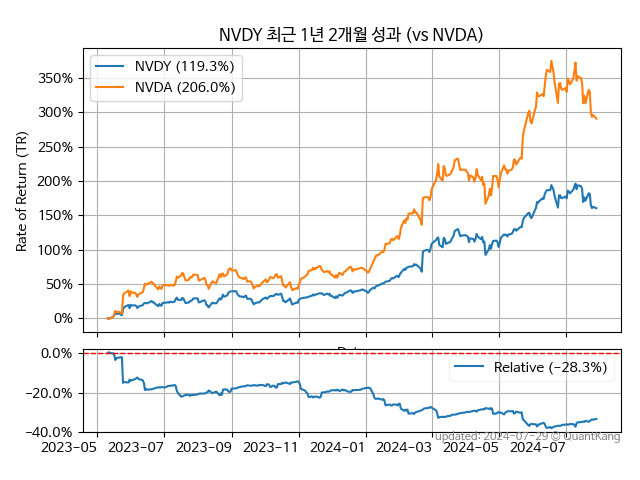 NVDY 최근 1년 2개월 성과 (vs NVDA)
NVDY (119.3%)
NVDA (206.0%)
Rate of Return (TR)
350%
300%
250%
200%
150%
100%
50%
0%
Relative (−28.3%)
0.0%
−20.0%
−40.0%
2023−05 2023−07 2023−09 2023−11 2024−01 2024−03 2024−05 2024−07
updated: 2024−07−29 © QuantKang